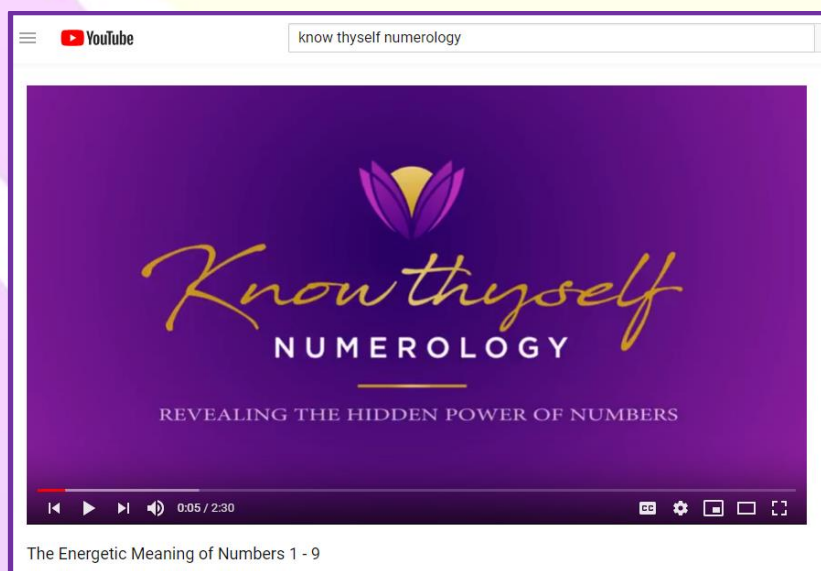 YouTube
know thyself numerology
Know thyself
NUMEROLOGY
REVEALING THE HIDDEN POWER OF NUMBERS
0:05 / 2:30
CC
The Energetic Meaning of Numbers 1 - 9